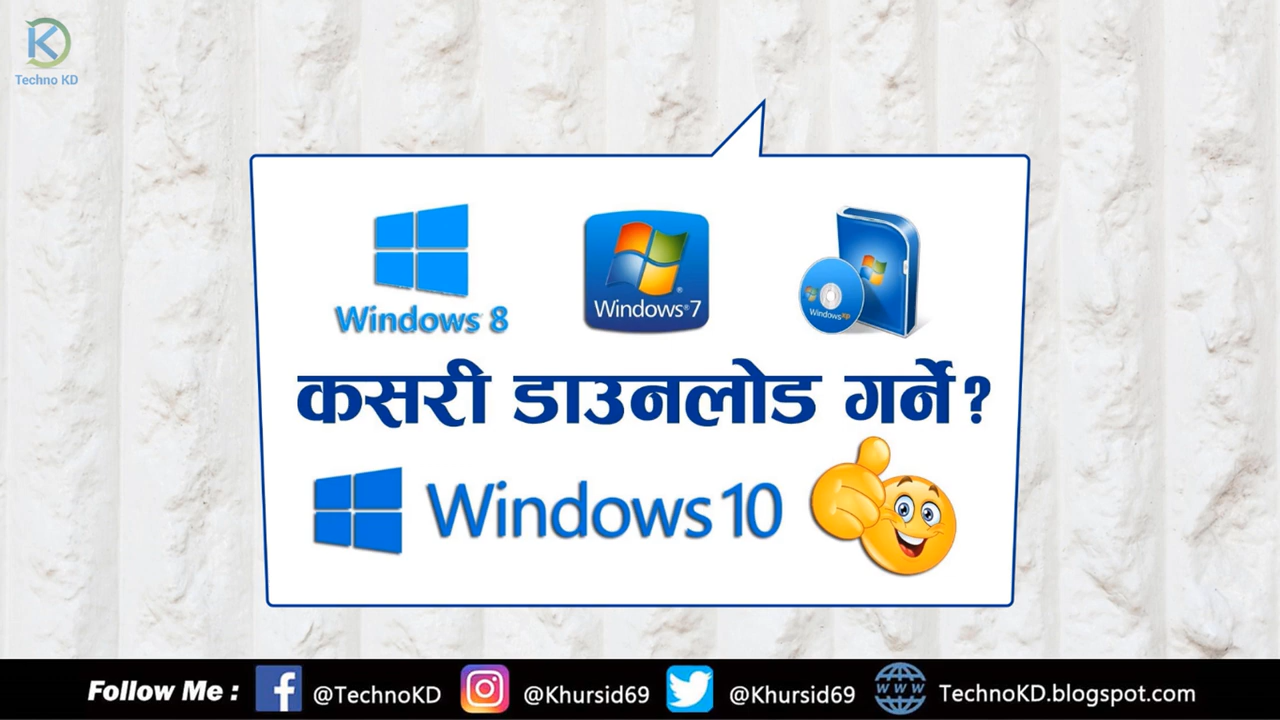 Techno KD
Windows 8
Windows®7
Windows XP
कसरी डाउनलोड गर्ने?
Windows 10
Follow Me : @TechnoKD @Khursid69 @Khursid69 WWW TechnoKD.blogspot.com